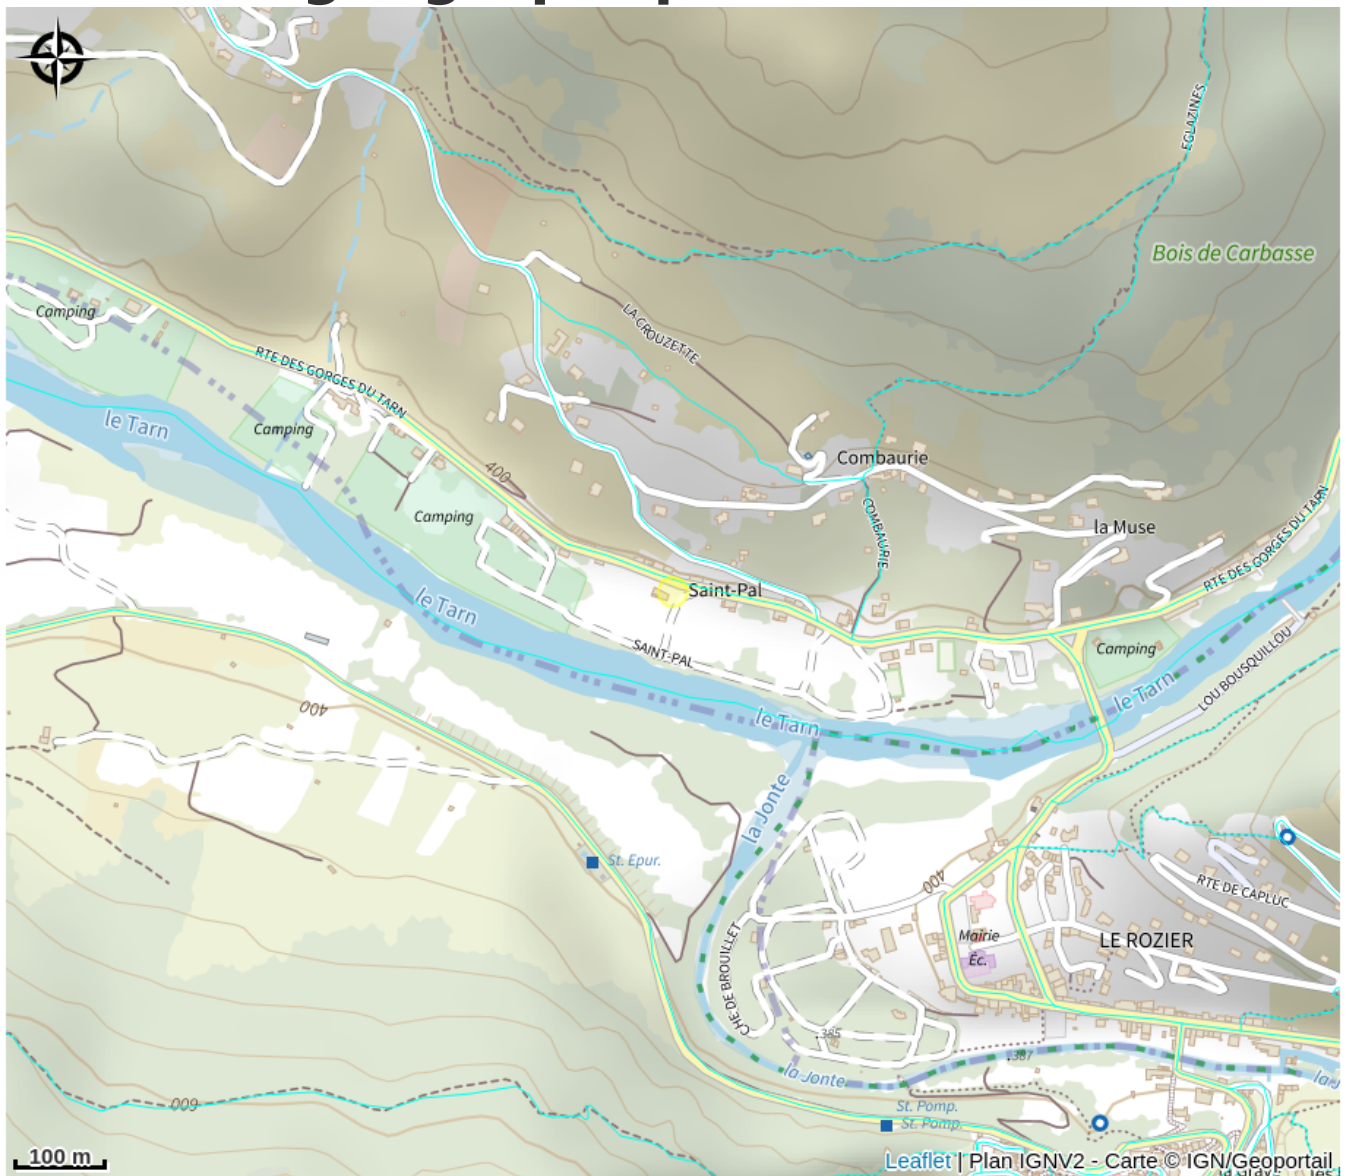 EGLAZINES
Bois de Carbasse
Camping
LA CROUZETTE
RTE DES GORGES DU TARN
le Tarn
Camping
Combaurie
400
Camping
COMBAURIE
la Muse
RTE DES GORGES DU TARN
Saint-Pal
le Tarn
SAINT-PAL
Camping
LOU BOUSQUILLOU
le Tarn
400
le Tarn
la Jonte
St. Epur.
400
RTE DE CAPLUC
Mairie
LE ROZIER
Éc.
CHE DE BROUILLET
385
387
la Jonte
600
St. Pomp.
St. Pomp.
100 m
Leaflet | Plan IGNV2 - Carte © IGN/Geoportail